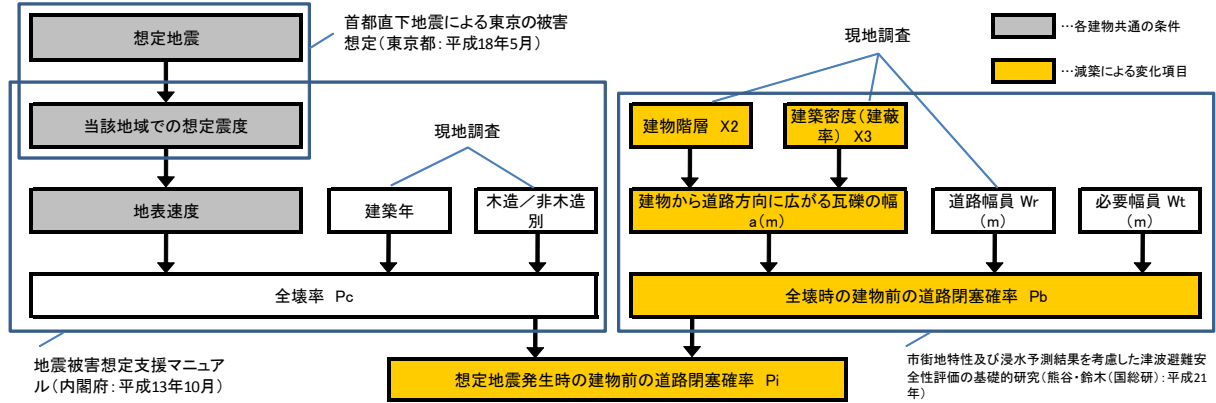 想定地震
首都直下地震による東京の被害
想定(東京都:平成18年5月)
現地調査
…各建物共通の条件
…減築による変化項目
当該地域での想定震度
現地調査
建物階層 X2
建築密度(建蔽
率) X3
地表速度
建築年
木造/非木造
別
建物から道路方向に広がる瓦礫の幅
a(m)
道路幅員 Wr
(m)
必要幅員 Wt
(m)
全壊率 Pc
全壊時の建物前の道路閉塞確率 Pb
地震被害想定支援マニュア
ル(内閣府:平成13年10月)
想定地震発生時の建物前の道路閉塞確率 Pi
市街地特性及び浸水予測結果を考慮した津波避難安
全性評価の基礎的研究(熊谷・鈴木(国総研):平成21
年)